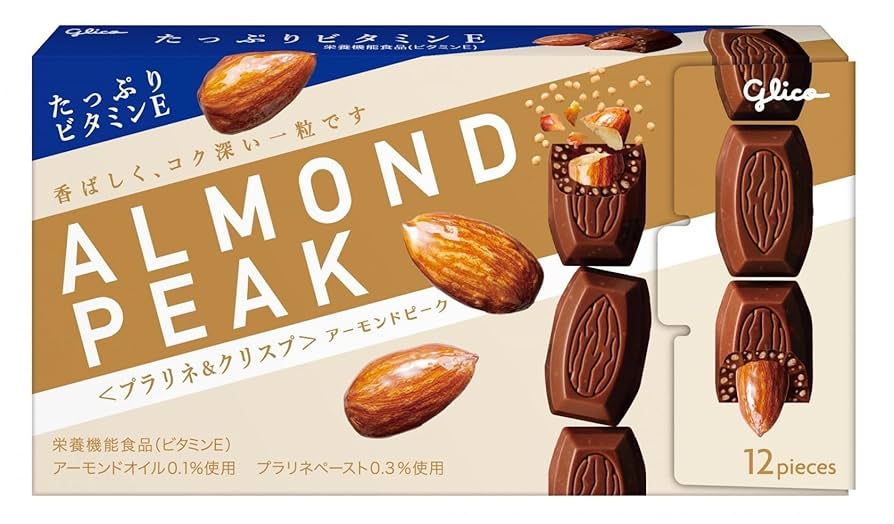 Glico
たっぷりビタミンE
栄養機能食品(ビタミンE)
たっぷり
ビタミンE
香ばしく、コク深い一粒です
ALMOND
PEAK
<プラリネ&クリスプ> アーモンドピーク
栄養機能食品(ビタミンE)
アーモンドオイル0.1%使用 プラリネペースト0.3%使用
Glico
12pieces